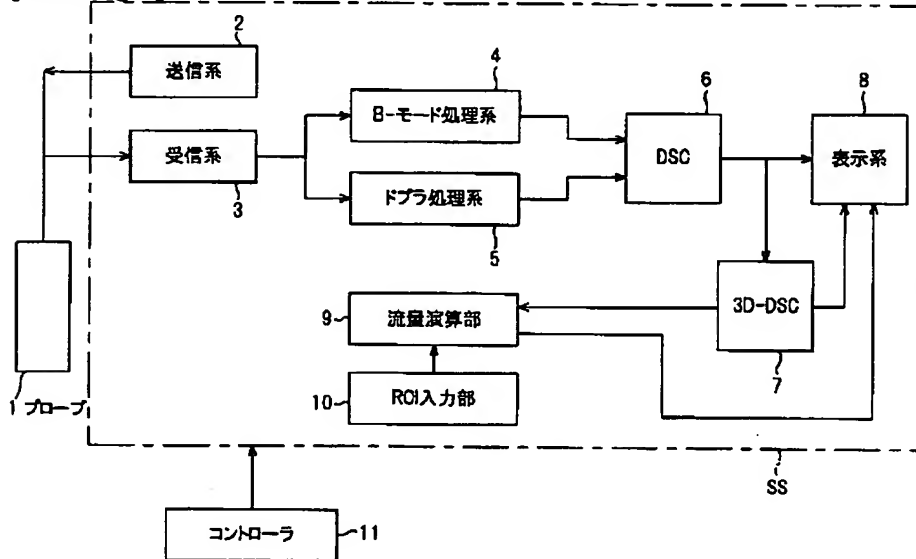 2
送信系
4
B-モード処理系
6
DSC
8
表示系
受信系
3
ドプラ処理系
5
9
流量演算部
3D-DSC
7
10
ROI入力部
1 プローブ
SS
コントローラ
11